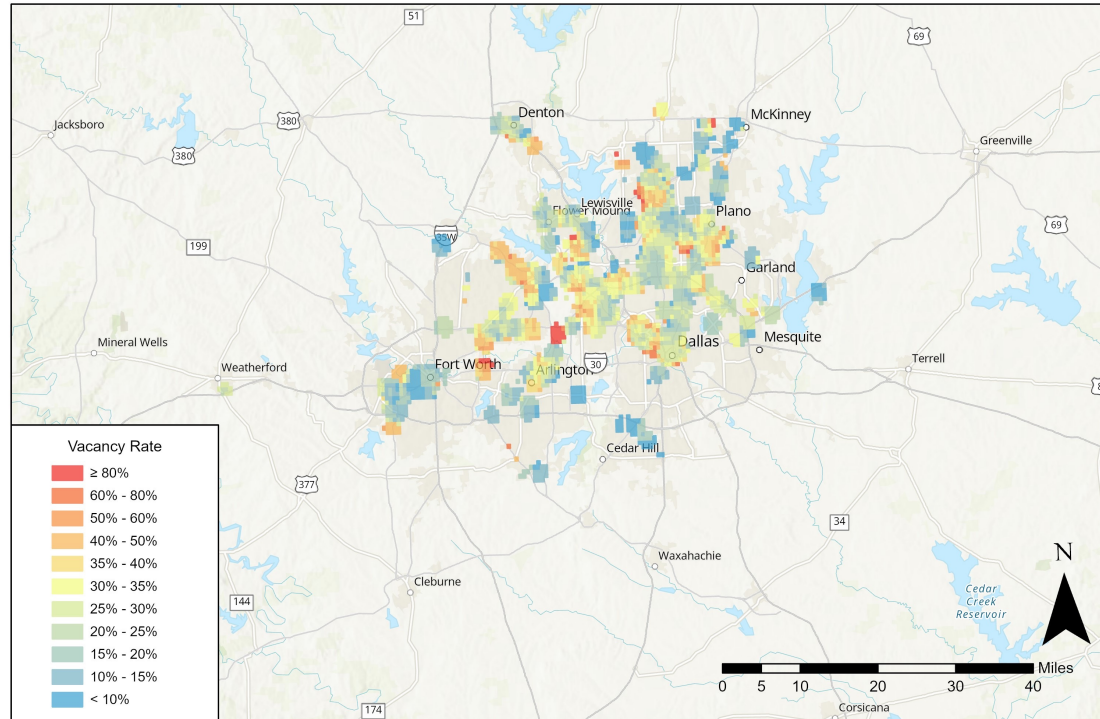 51
69
Denton
McKinney
Jacksboro
380
380
Greenville
Lewisville
Flower Mound
Plano
69
35W
199
Garland
Mineral Wells
Dallas
Mesquite
Weatherford
Fort Worth
30
Terrell
Arlington
8
Vacancy Rate
≥ 80%
60% - 80%
50% - 60%
40% - 50%
35% - 40%
30% - 35%
25% - 30%
20% - 25%
15% - 20%
10% - 15%
< 10%
Cedar Hill
377
34
Waxahachie
N
Cleburne
Cedar
Creek
Reservoir
144
Miles
0 5 10 20 30 40
174
Corsicana